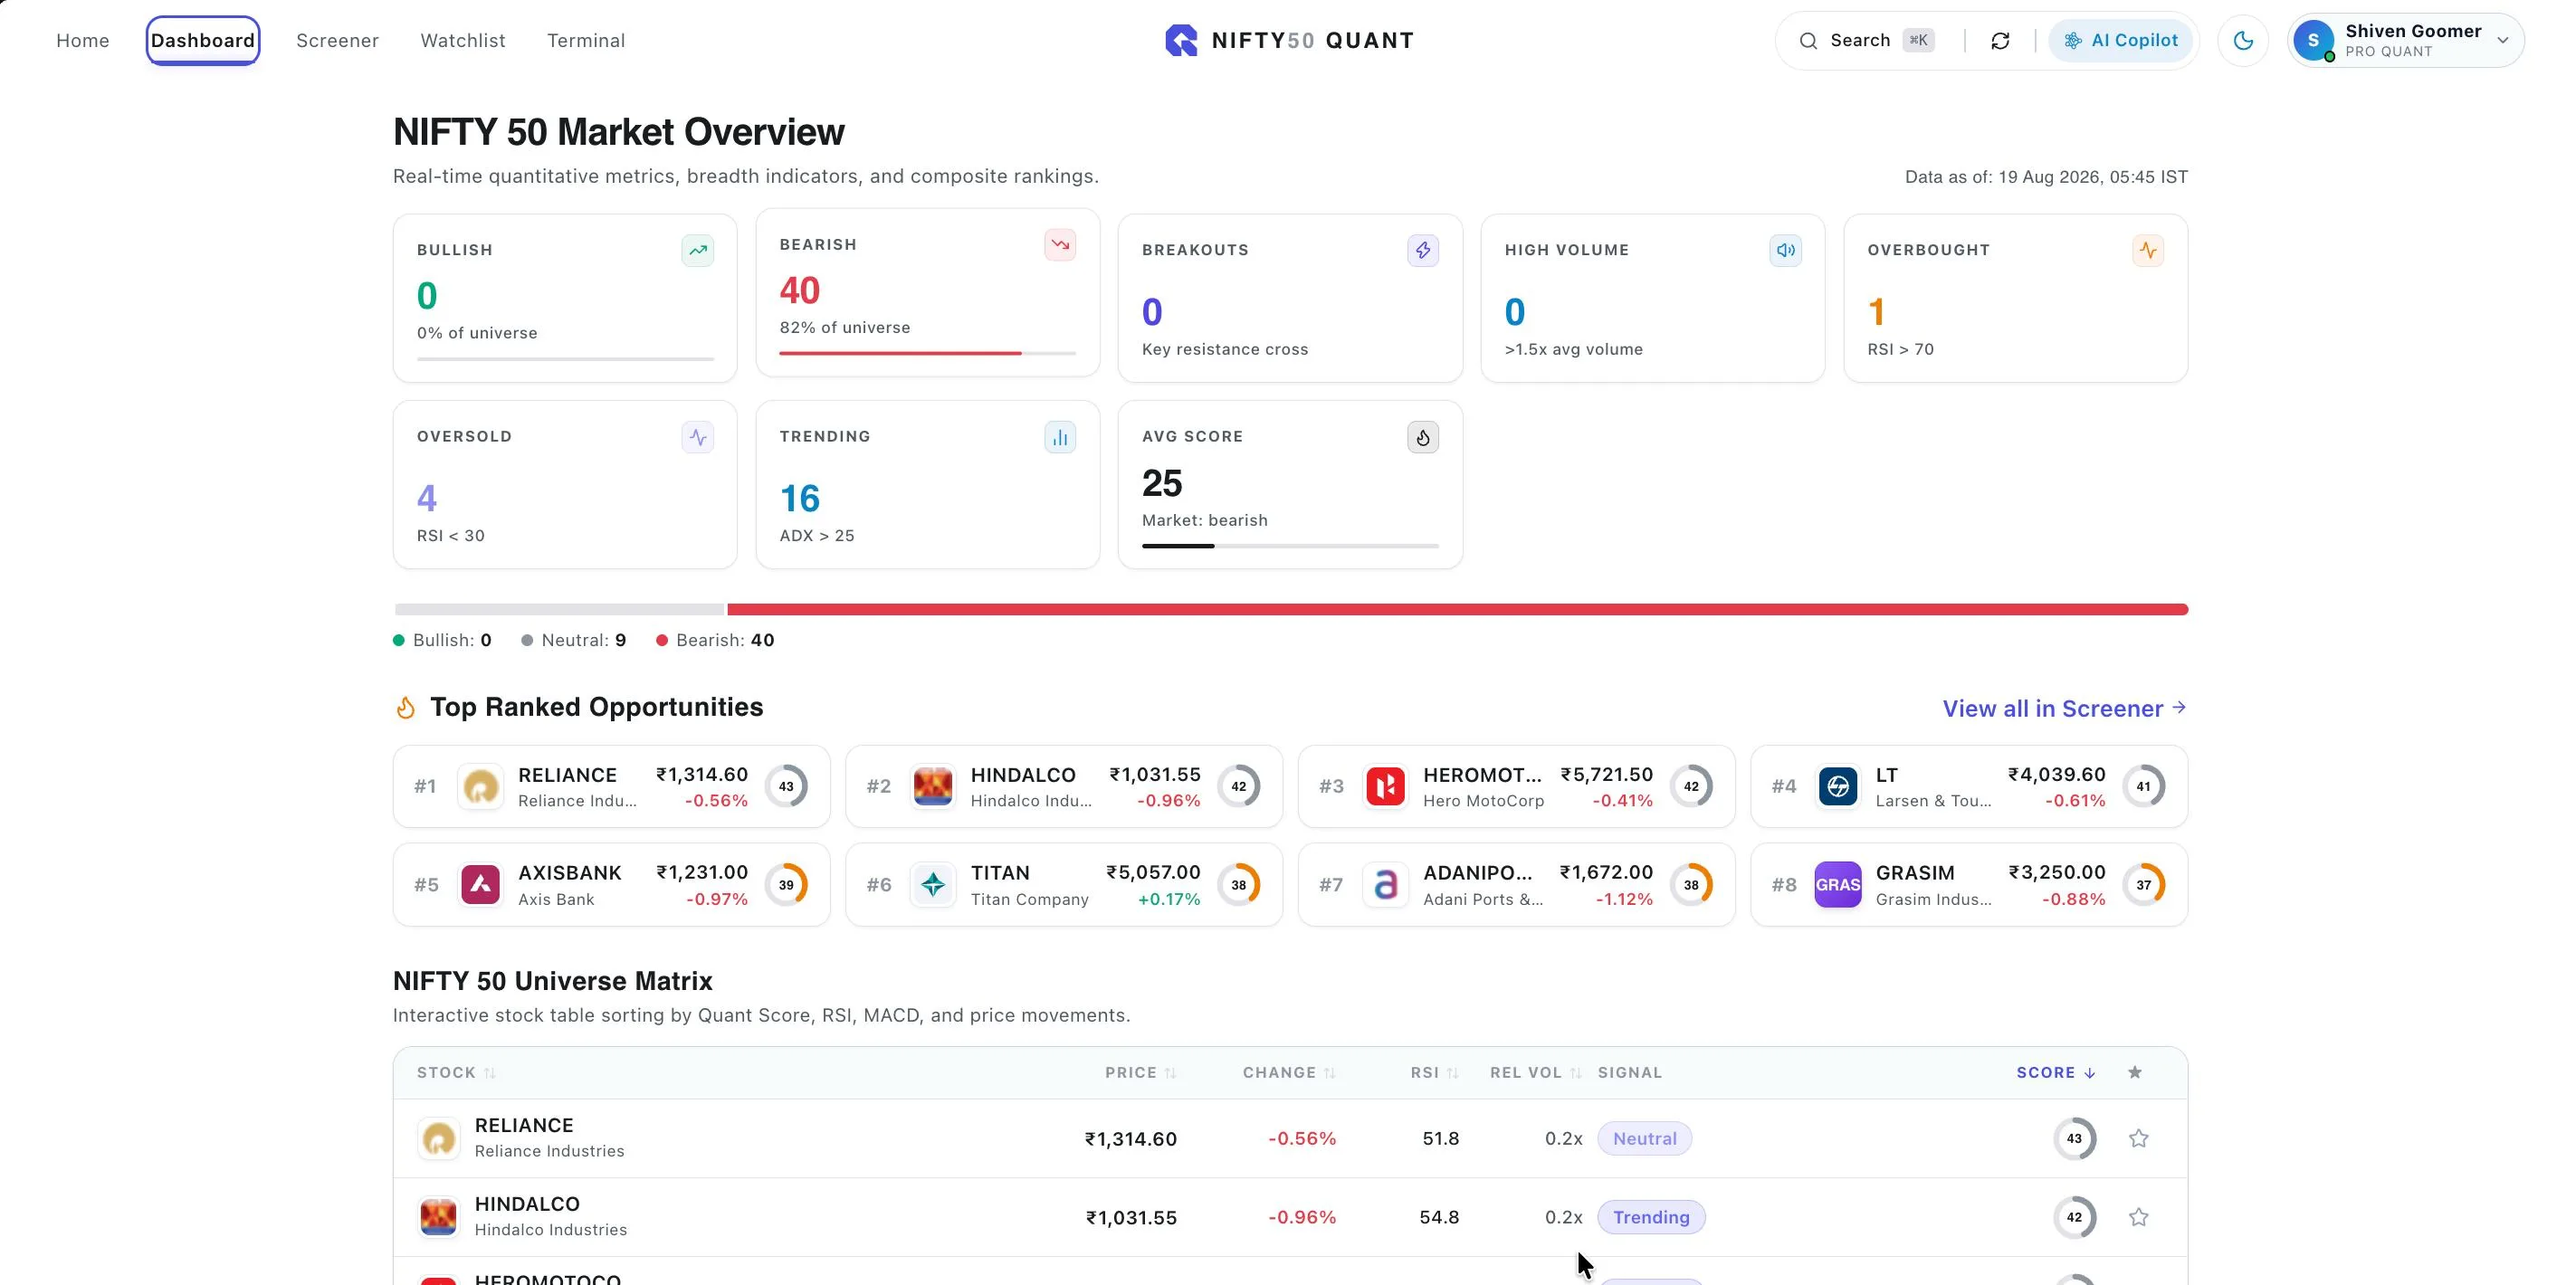 Home
Dashboard
Screener
Watchlist
Terminal
NIFTY50 QUANT
Search ⌘K
AI Copilot
S
Shiven Goomer
PRO QUANT
NIFTY 50 Market Overview
Real-time quantitative metrics, breadth indicators, and composite rankings.
Data as of: 19 Aug 2026, 05:45 IST
BULLISH
0
0% of universe
BEARISH
40
82% of universe
BREAKOUTS
0
Key resistance cross
HIGH VOLUME
0
>1.5x avg volume
OVERBOUGHT
1
RSI > 70
OVERSOLD
4
RSI < 30
TRENDING
16
ADX > 25
AVG SCORE
25
Market: bearish
Bullish: 0
Neutral: 9
Bearish: 40
Top Ranked Opportunities
View all in Screener →
#1
RELIANCE
Reliance Indu...
₹1,314.60
-0.56%
43
#2
HINDALCO
Hindalco Indu...
₹1,031.55
-0.96%
42
#3
HEROMOT...
Hero MotoCorp
₹5,721.50
-0.41%
42
#4
LT
Larsen & Tou...
₹4,039.60
-0.61%
41
#5
AXISBANK
Axis Bank
₹1,231.00
-0.97%
39
#6
TITAN
Titan Company
₹5,057.00
+0.17%
38
#7
a
ADANIPO...
Adani Ports &...
₹1,672.00
-1.12%
38
#8
GRAS
GRASIM
Grasim Indus...
₹3,250.00
-0.88%
37
NIFTY 50 Universe Matrix
Interactive stock table sorting by Quant Score, RSI, MACD, and price movements.
STOCK ↑↓ PRICE ↑↓ CHANGE ↑↓ RSI ↑↓ REL VOL ↑↓ SIGNAL SCORE ↓ ★
RELIANCE
Reliance Industries
₹1,314.60 -0.56% 51.8 0.2x Neutral 43
HINDALCO
Hindalco Industries
₹1,031.55 -0.96% 54.8 0.2x Trending 42
HEROMOTOCO